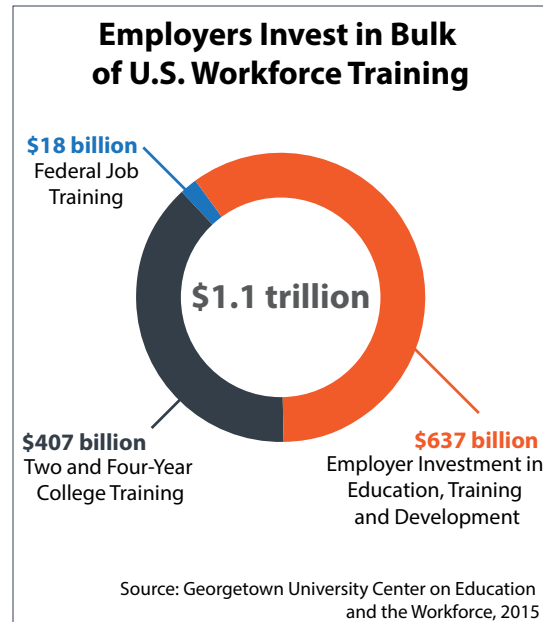 Employers Invest in Bulk
of U.S. Workforce Training
$18 billion
Federal Job
Training
$1.1 trillion
$407 billion
Two and Four-Year
College Training
$637 billion
Employer Investment in
Education, Training
and Development
Source: Georgetown University Center on Education
and the Workforce, 2015